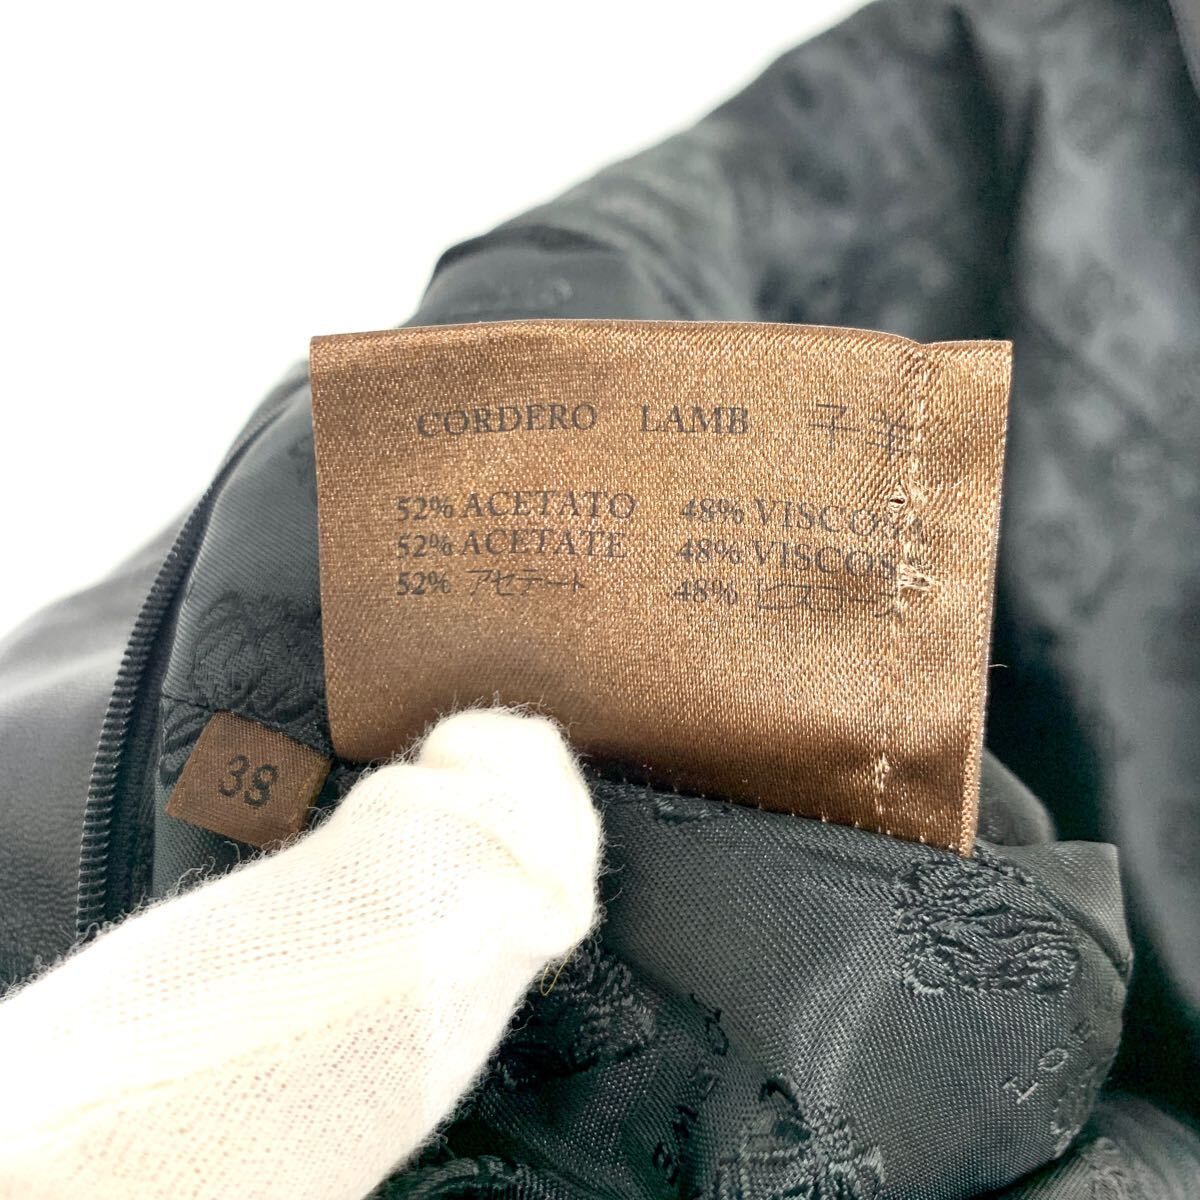 CORDERO LAMB 子羊
52% ACETATO 48% VISCOSA
52% ACETATE 48% VISCOSE
52% アセテート 48% ビスコース
38
LOE